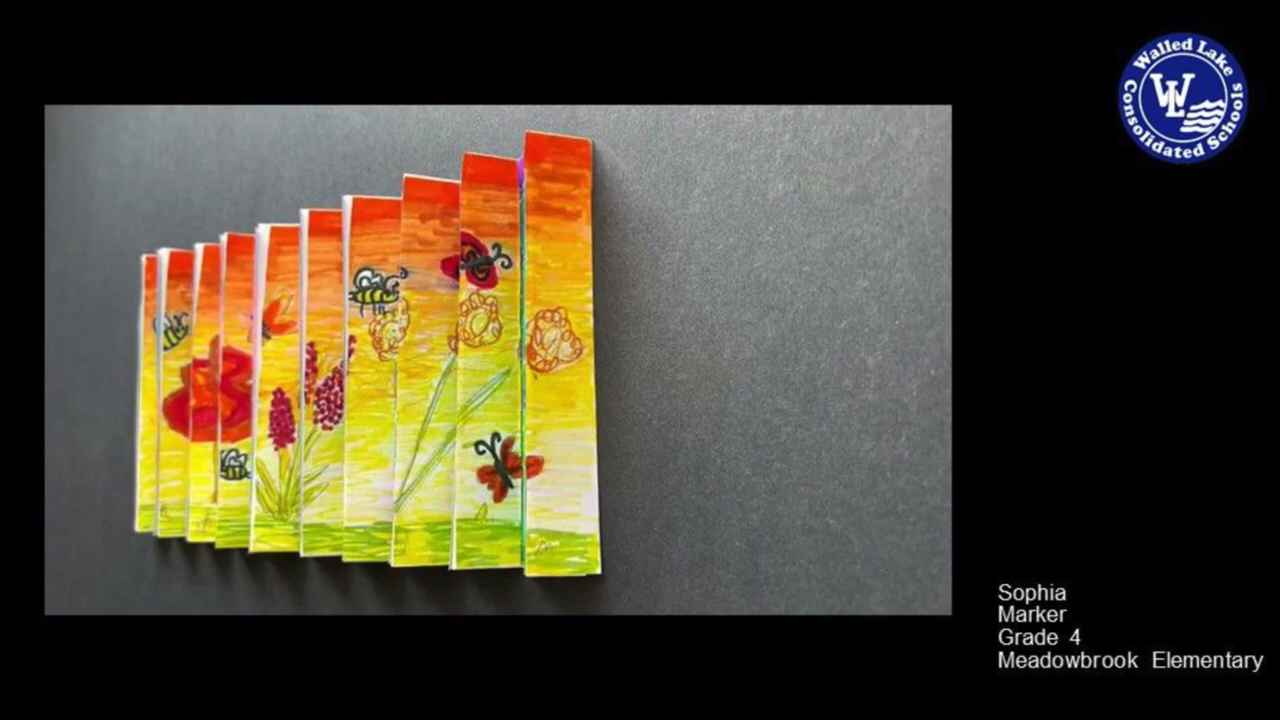 Walled Lake
Consolidated Schools
WL
Sophia
Marker
Grade 4
Meadowbrook Elementary